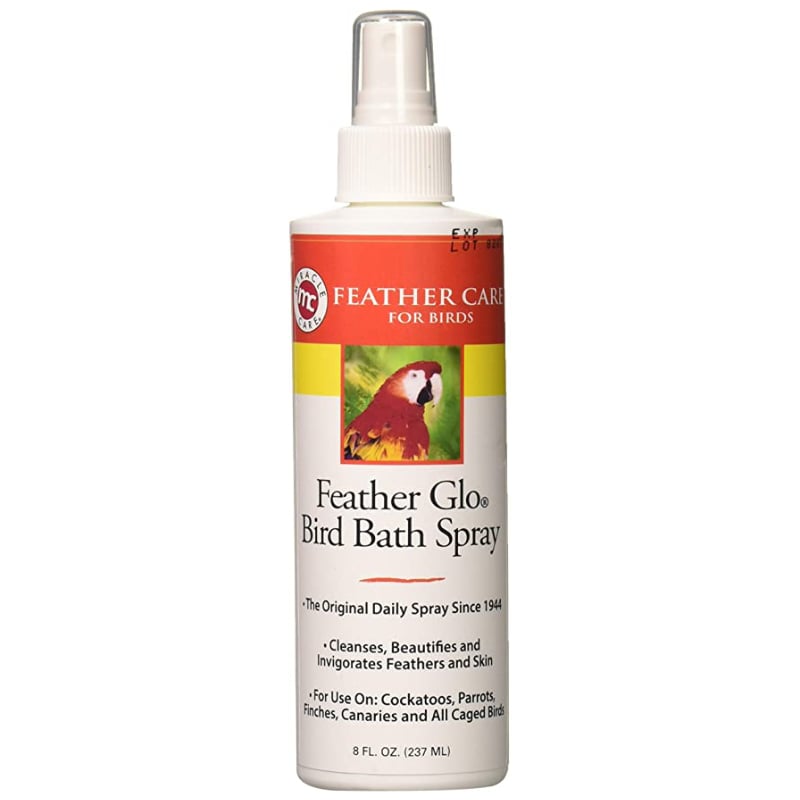 EXP
LOT
MIRACLE
mc
CARE®
FEATHER CARE
FOR BIRDS
Feather Glo®
Bird Bath Spray
•The Original Daily Spray Since 1944
•Cleanses, Beautifies and
Invigorates Feathers and Skin
•For Use On: Cockatoos, Parrots,
Finches, Canaries and All Caged Birds
8 FL. OZ. (237 ML)